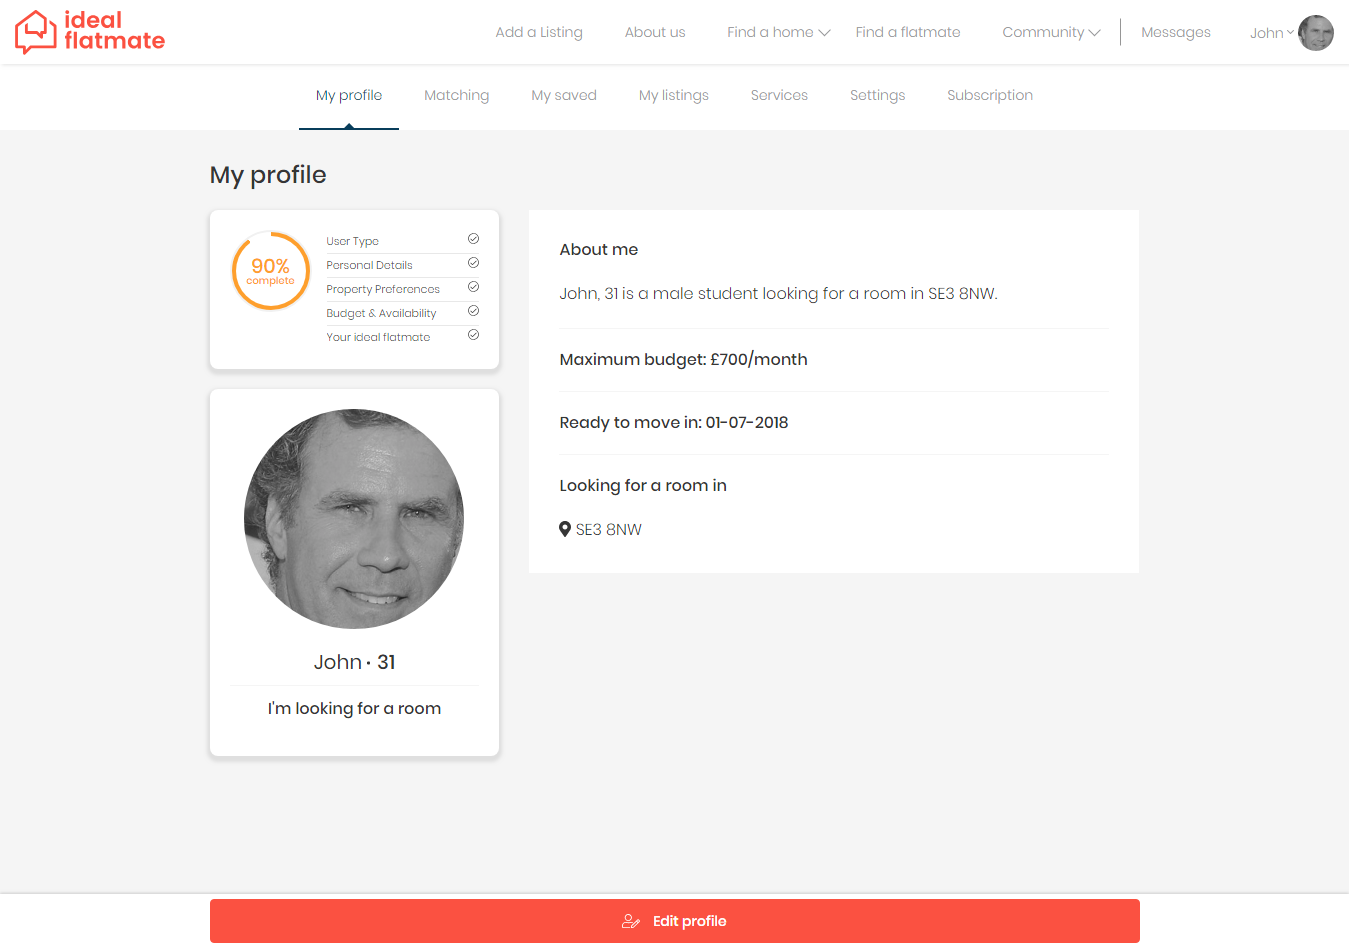 ideal
flatmate
Add a Listing
About us
Find a home
Find a flatmate
Community
Messages
John
My profile
Matching
My saved
My listings
Services
Settings
Subscription
My profile
90%
complete
User Type
Personal Details
Property Preferences
Budget & Availability
Your ideal flatmate
John · 31
I'm looking for a room
About me
John, 31 is a male student looking for a room in SE3 8NW.
Maximum budget: £700/month
Ready to move in: 01-07-2018
Looking for a room in
SE3 8NW
Edit profile